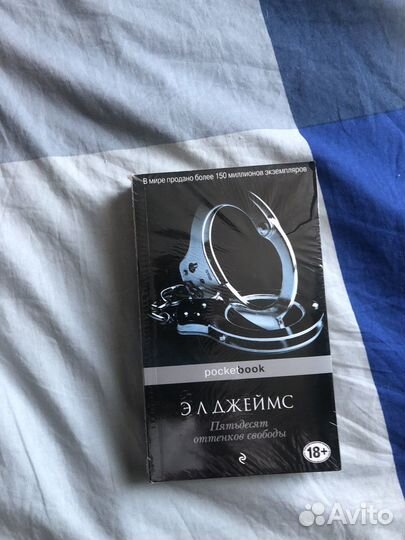 В мире продано более 150 миллионов экземпляров
pocketbook
Э Л ДЖЕЙМС
Пятьдесят
оттенков свободы
18+
Avito